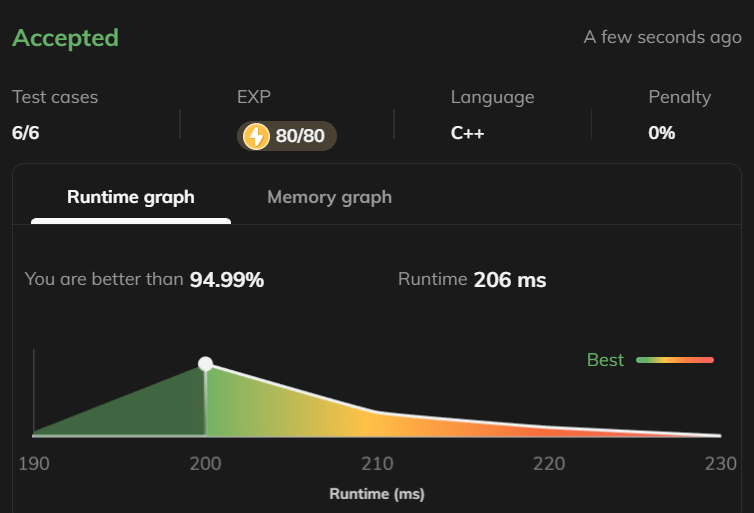 Accepted A few seconds ago
Test cases EXP Language Penalty
6/6 80/80 C++ 0%
Runtime graph Memory graph
You are better than 94.99% Runtime 206 ms
Best
190 200 210 220 230
Runtime (ms)